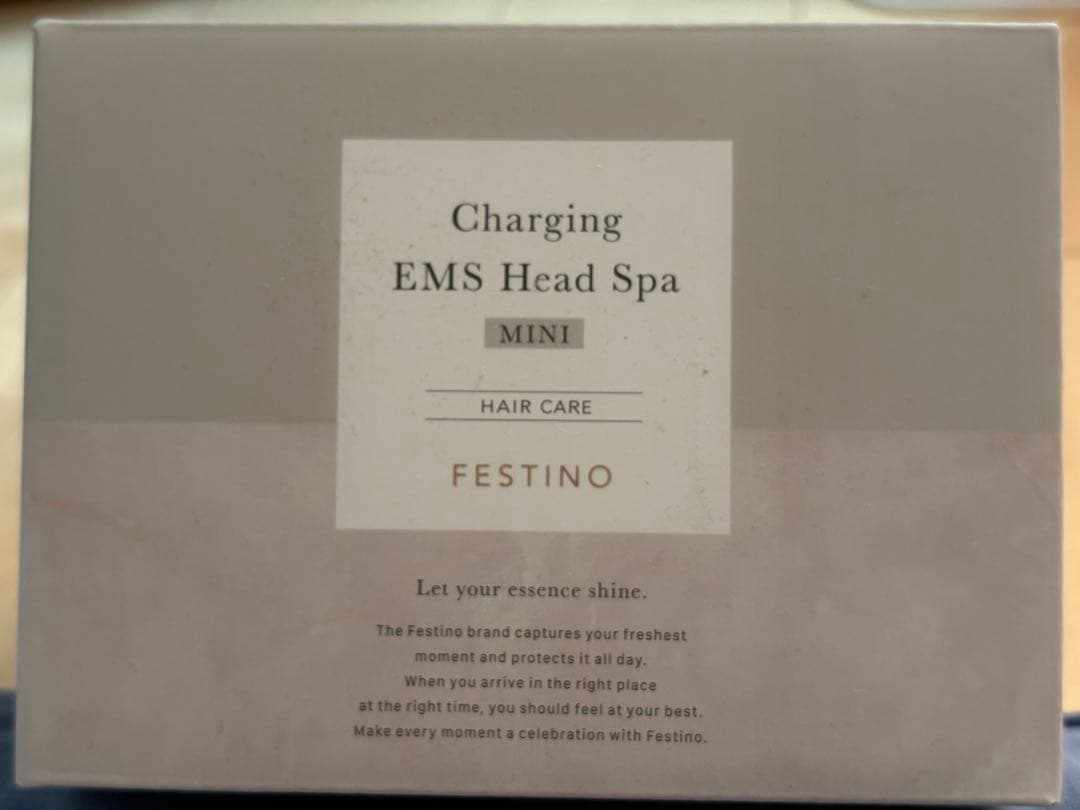 Charging
EMS Head Spa
MINI
HAIR CARE
FESTINO
Let your essence shine.
The Festino brand captures your freshest
moment and protects it all day.
When you arrive in the right place
at the right time, you should feel at your best.
Make every moment a celebration with Festino.